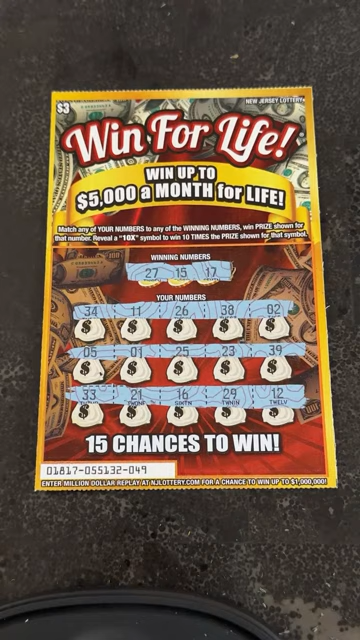 $3
NEW JERSEY LOTTERY
Win For Life!
WIN UP TO
$5,000 a MONTH for LIFE!
Match any of YOUR NUMBERS to any of the WINNING NUMBERS, win PRIZE shown for
that number. Reveal a "10X" symbol to win 10 TIMES the PRIZE shown for that symbol.
WINNING NUMBERS
27 15 17
YOUR NUMBERS
34 11 26 38 02
05 01 25 23 39
33 21 16 29 12
SIXTN TWNIN TWELV
15 CHANCES TO WIN!
01817-055132-049
ENTER MILLION DOLLAR REPLAY AT NJLOTTERY.COM FOR A CHANCE TO WIN UP TO $1,000,000!